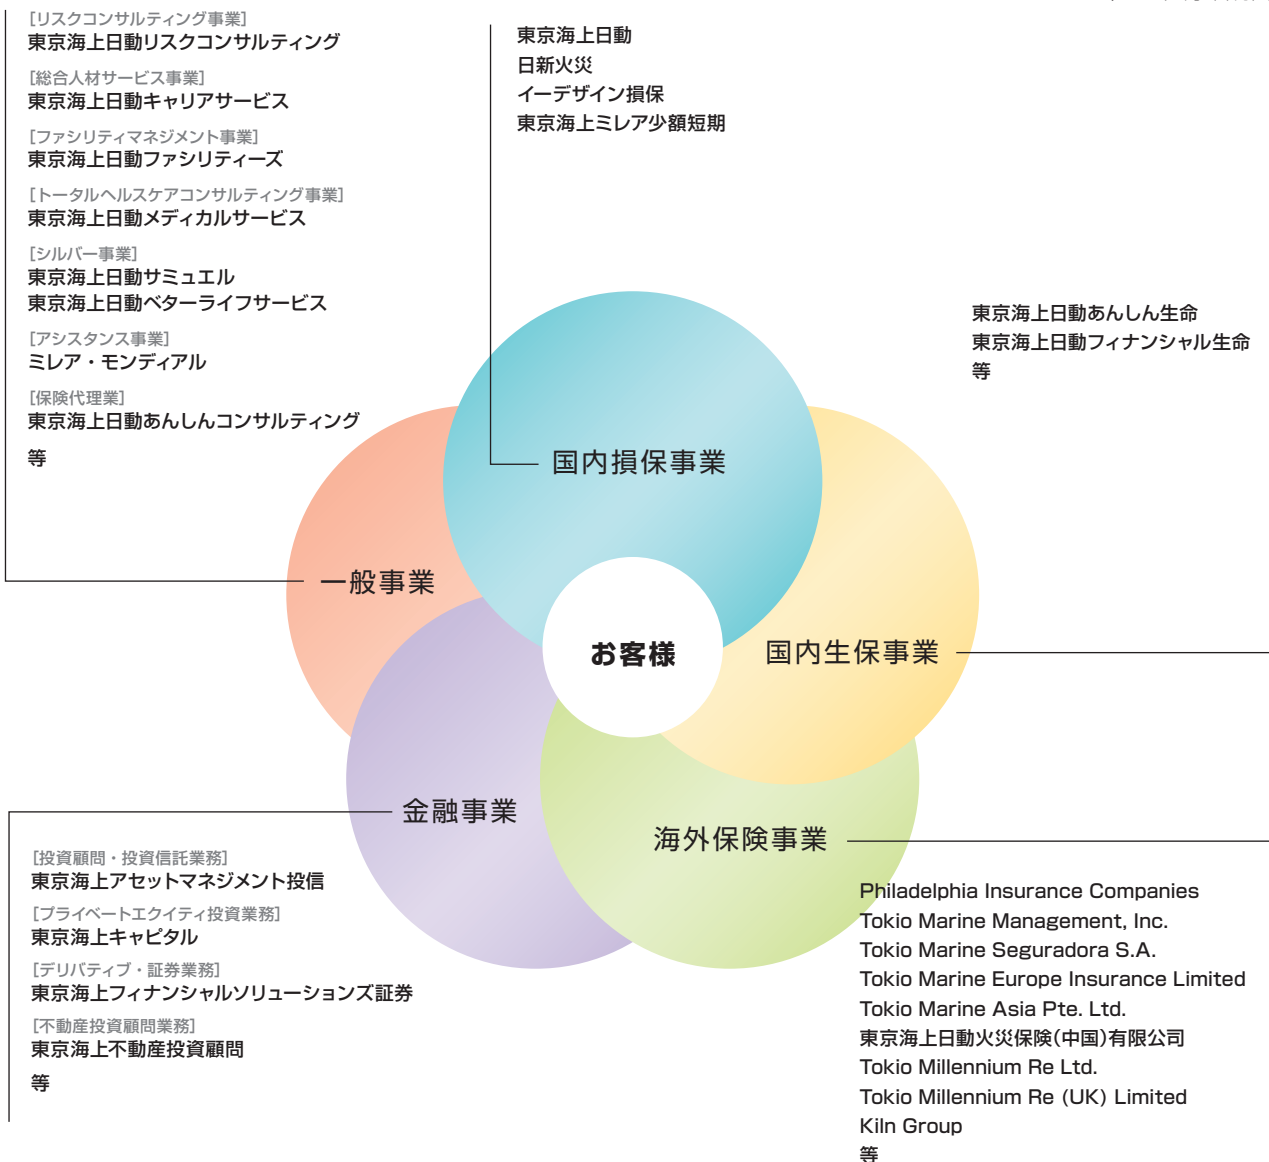 [リスクコンサルティング事業]
東京海上日動リスクコンサルティング
[総合人材サービス事業]
東京海上日動キャリアサービス
[ファシリティマネジメント事業]
東京海上日動ファシリティーズ
[トータルヘルスケアコンサルティング事業]
東京海上日動メディカルサービス
[シルバー事業]
東京海上日動サミュエル
東京海上日動ベターライフサービス
[アシスタンス事業]
ミレア・モンディアル
[保険代理業]
東京海上日動あんしんコンサルティング
等
東京海上日動
日新火災
イーデザイン損保
東京海上ミレア少額短期
東京海上日動あんしん生命
東京海上日動フィナンシャル生命
等
国内損保事業
一般事業
お客様
国内生保事業
金融事業
海外保険事業
[投資顧問・投資信託業務]
東京海上アセットマネジメント投信
[プライベートエクイティ投資業務]
東京海上キャピタル
[デリバティブ・証券業務]
東京海上フィナンシャルソリューションズ証券
[不動産投資顧問業務]
東京海上不動産投資顧問
等
Philadelphia Insurance Companies
Tokio Marine Management, Inc.
Tokio Marine Seguradora S.A.
Tokio Marine Europe Insurance Limited
Tokio Marine Asia Pte. Ltd.
東京海上日動火災保険(中国)有限公司
Tokio Millennium Re Ltd.
Tokio Millennium Re (UK) Limited
Kiln Group
等